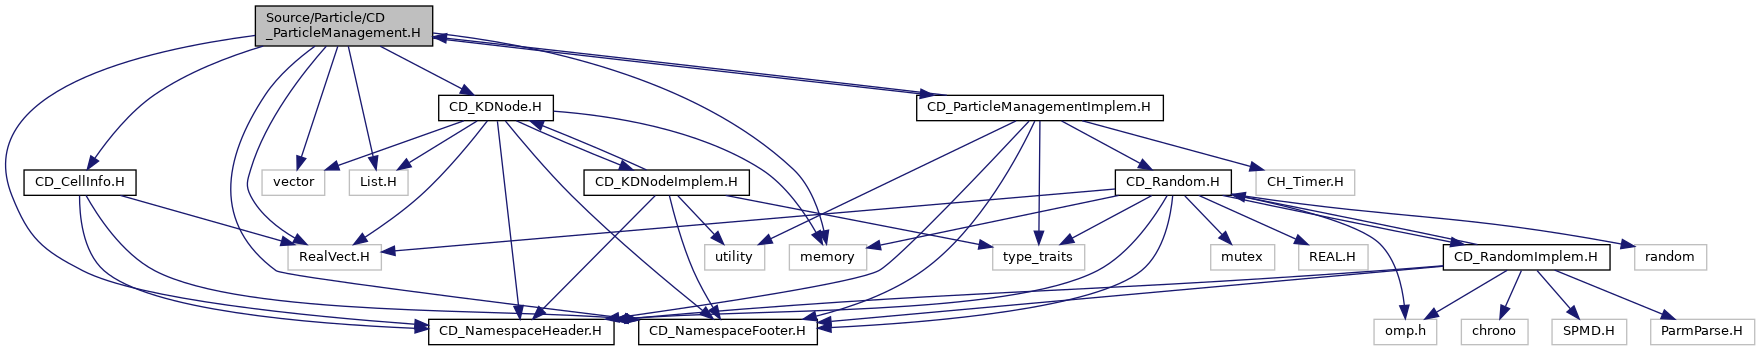 Source/Particle/CD
_ParticleManagement.H
CD_KDNode.H
CD_ParticleManagementImplem.H
CD_CellInfo.H
vector
List.H
CD_KDNodeImplem.H
CD_Random.H
CH_Timer.H
RealVect.H
utility
memory
type_traits
mutex
REAL.H
CD_RandomImplem.H
random
CD_NamespaceHeader.H
CD_NamespaceFooter.H
omp.h
chrono
SPMD.H
ParmParse.H